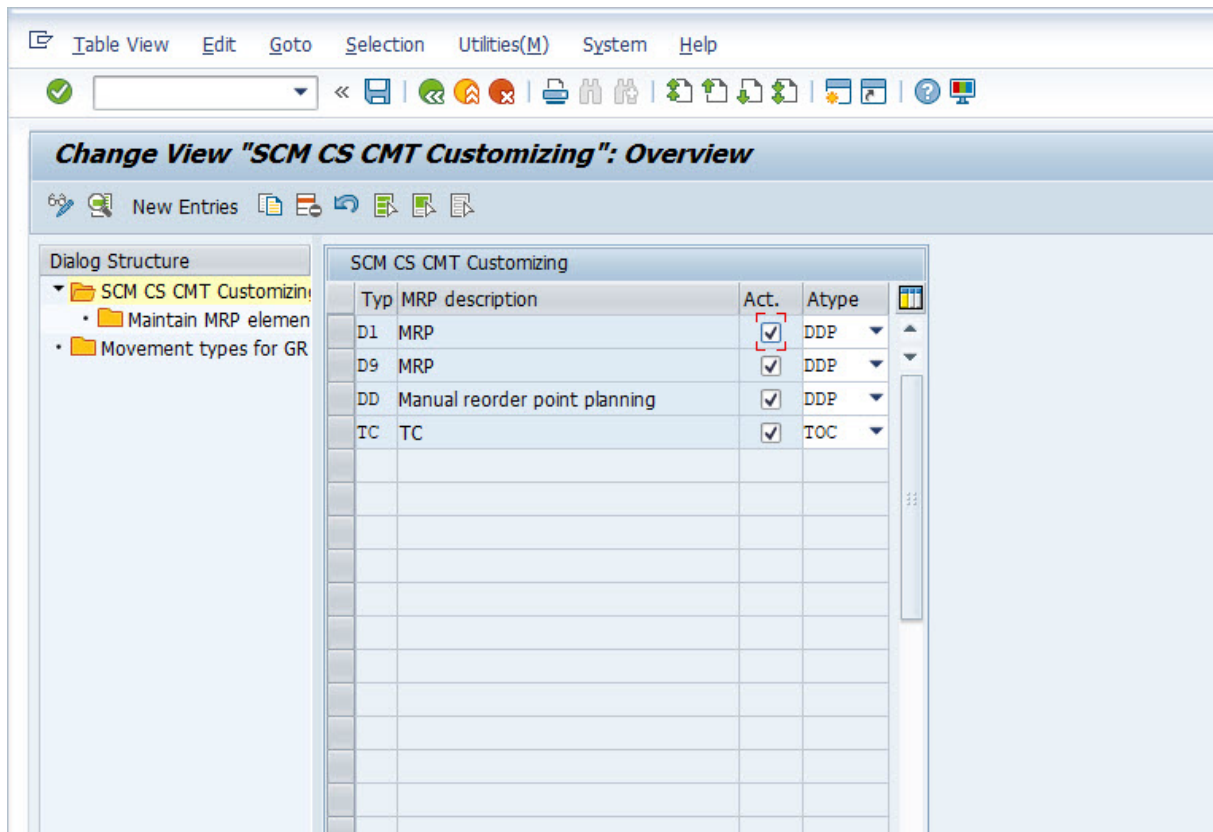 Table View Edit Goto Selection Utilities(M) System Help
Change View "SCM CS CMT Customizing": Overview
New Entries
Dialog Structure
SCM CS CMT Customizin
Maintain MRP elemen
Movement types for GR
SCM CS CMT Customizing
Typ MRP description Act. Atype
D1 MRP DDP
D9 MRP DDP
DD Manual reorder point planning DDP
TC TC TOC